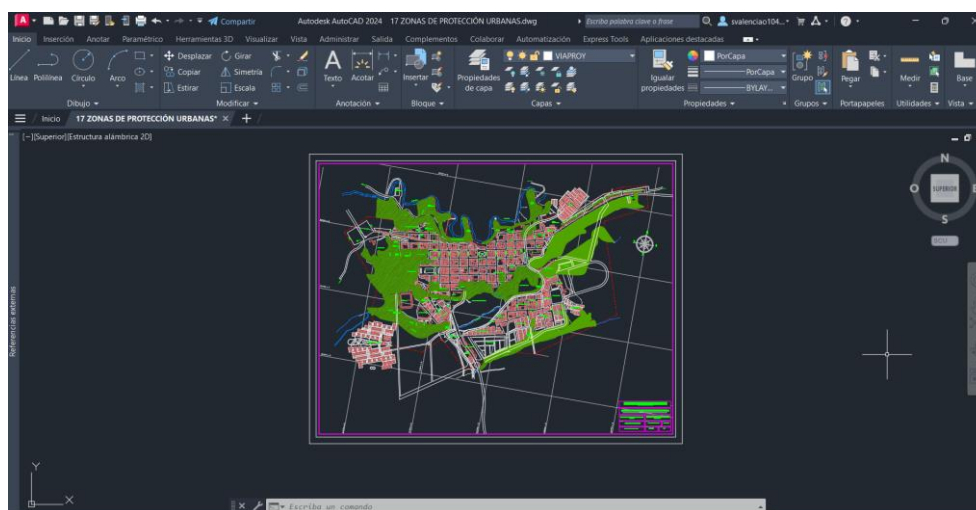 Compartir
Autodesk AutoCAD 2024 17 ZONAS DE PROTECCIÓN URBANAS.dwg
Escriba palabra clave o frase
svalenciao104...
Inicio Inserción Anotar Paramétrico Herramientas 3D Visualizar Vista Administrar Salida Complementos Colaborar Automatización Express Tools Aplicaciones destacadas
Línea Polilínea Círculo Arco
Desplazar Girar
Copiar Simetría
Estirar Escala
Texto Acotar
Insertar
Propiedades de capa
VIAPROY
Igualar propiedades
PorCapa
PorCapa
BYLAY...
Grupo
Pegar
Medir
Base
Dibujo Modificar Anotación Bloque Capas Propiedades Grupos Portapapeles Utilidades Vista
Inicio 17 ZONAS DE PROTECCIÓN URBANAS*
[-][Superior][Estructura alámbrica 2D]
N
O SUPERIOR E
S
SCU
Referencias externas
Y
X
Escriba un comando